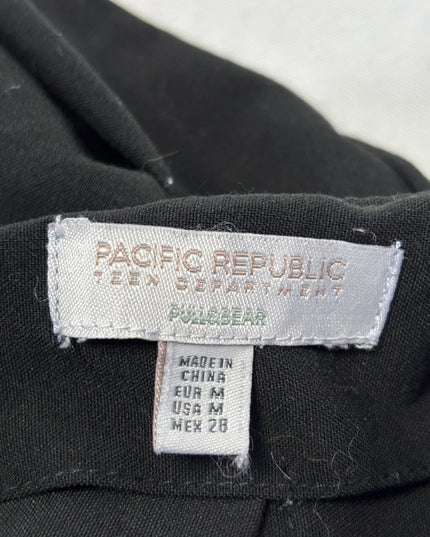 PACIFIC REPUBLIC
TEEN DEPARTMENT
PULL&BEAR
MADE IN
CHINA
EUR M
USA M
MEX 28